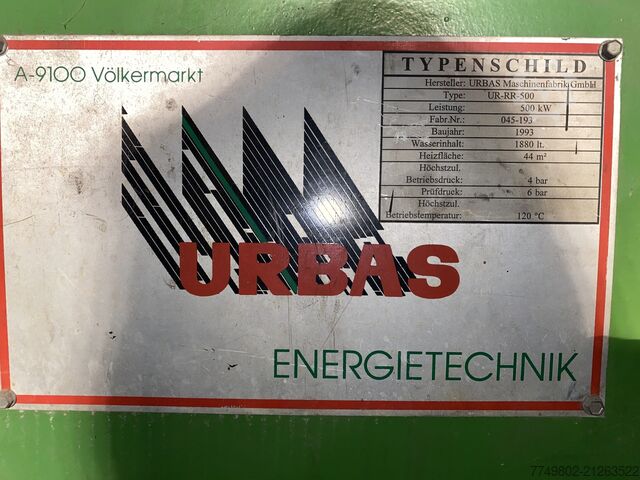 A-9100 Völkermarkt
TYPENSCHILD
Hersteller: URBAS Maschinenfabrik GmbH
Type: UR-RR-500
Leistung: 500 kW
Fabr.Nr.: 045-193
Baujahr: 1993
Wasserinhalt: 1880 lt.
Heizfläche: 44 m²
Höchstzul.
Betriebsdruck: 4 bar
Prüfdruck: 6 bar
Höchstzul.
Betriebstemperatur: 120 °C
URBAS
ENERGIETECHNIK
7749802-21263522